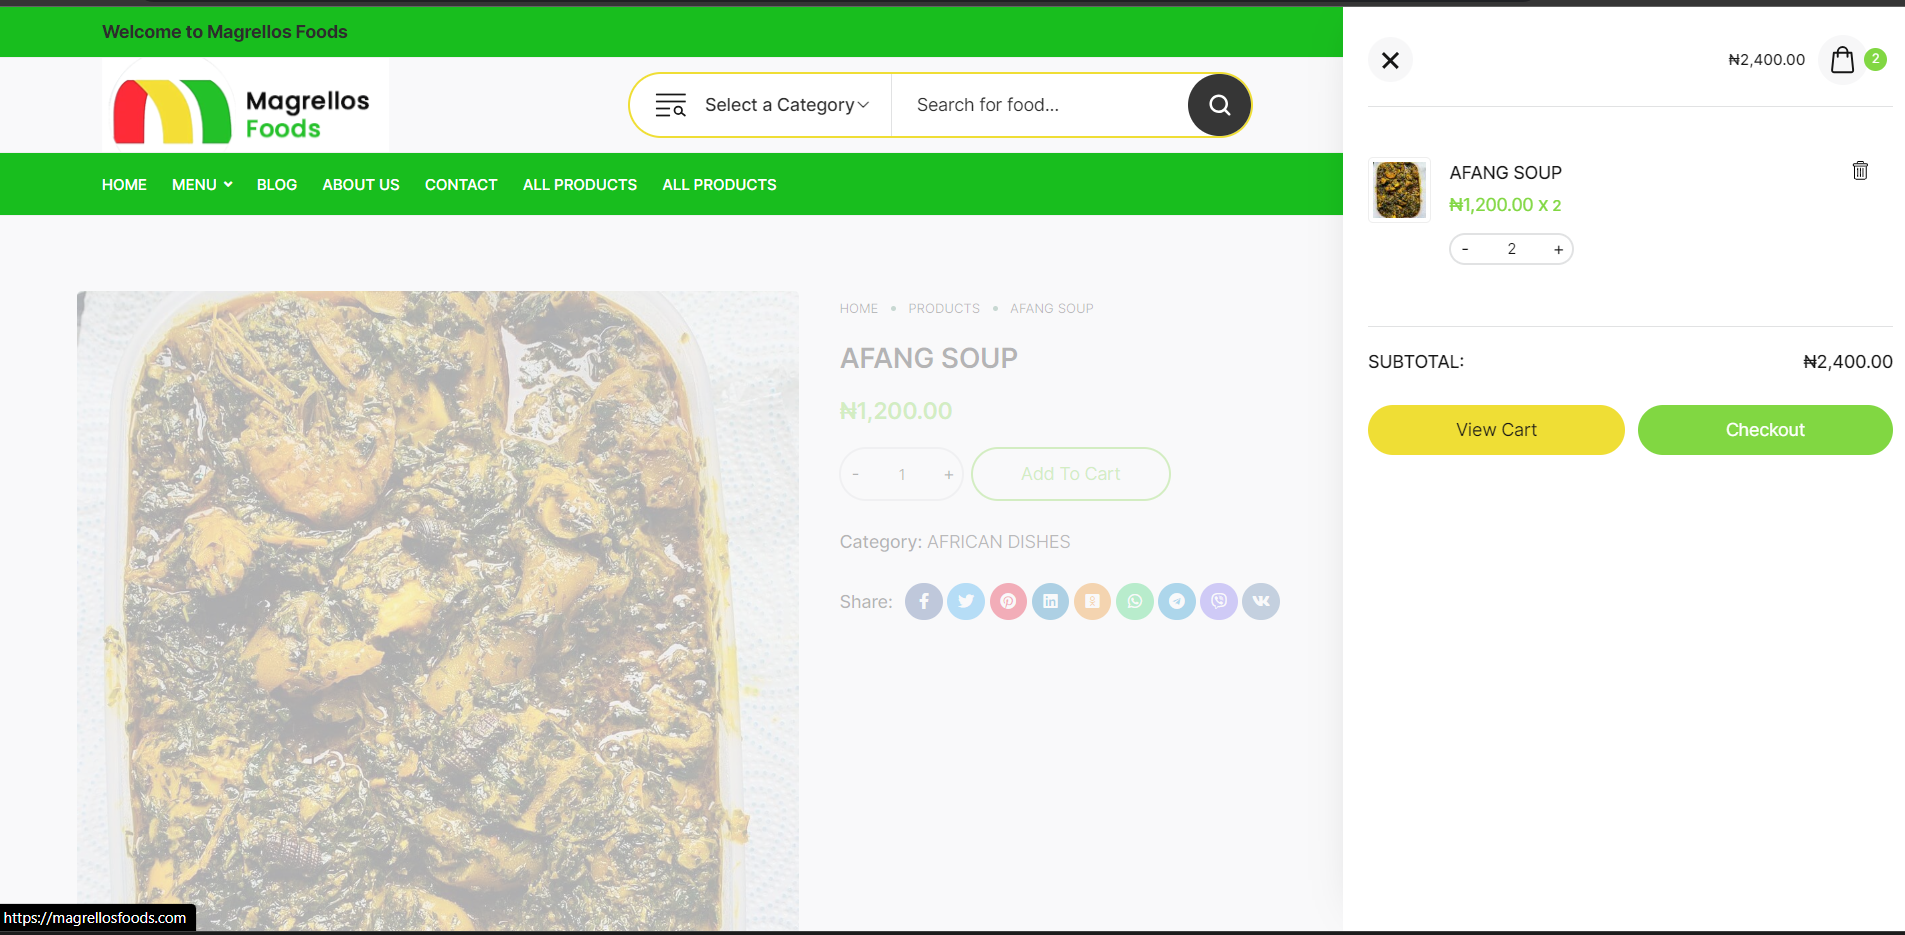 Welcome to Magrellos Foods
Magrellos
Foods
Select a Category
Search for food...
HOME MENU BLOG ABOUT US CONTACT ALL PRODUCTS ALL PRODUCTS
HOME • PRODUCTS • AFANG SOUP
AFANG SOUP
₦1,200.00
- 1 +
Add To Cart
Category: AFRICAN DISHES
Share:
₦2,400.00
2
AFANG SOUP
₦1,200.00 X 2
- 2 +
SUBTOTAL: ₦2,400.00
View Cart
Checkout
https://magrellosfoods.com